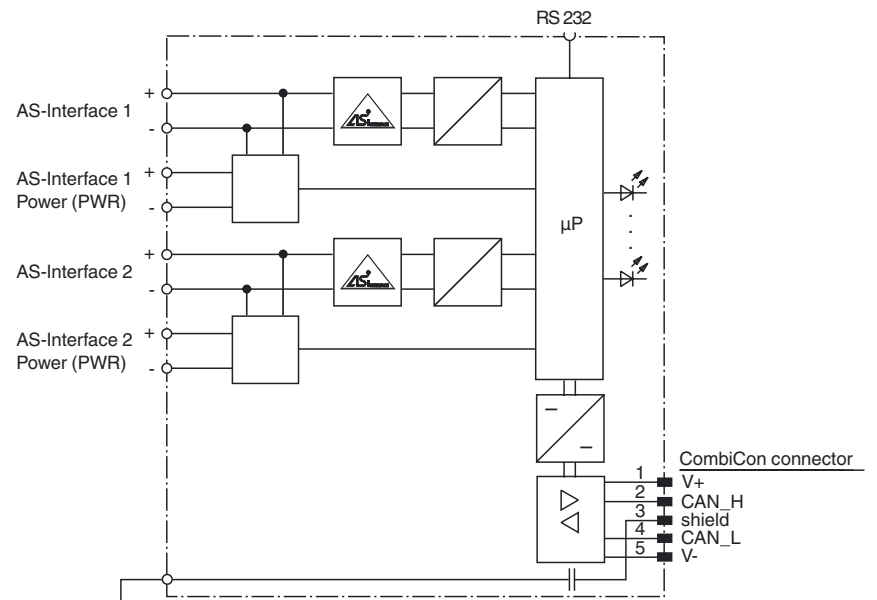 RS 232
+
AS-Interface 1
-
+
AS-Interface 1
Power (PWR)
-
µP
+
AS-Interface 2
-
+
AS-Interface 2
Power (PWR)
-
CombiCon connector
1 V+
2 CAN_H
3 shield
4 CAN_L
5 V-